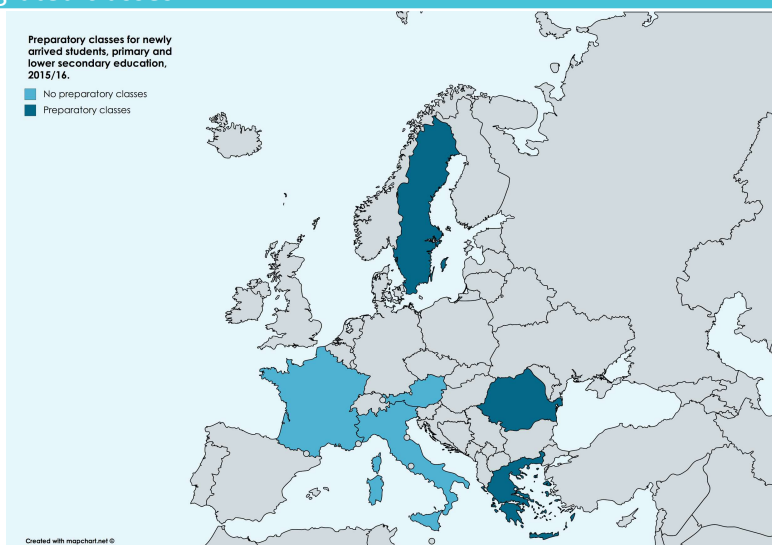 Preparatory classes for newly
arrived students, primary and
lower secondary education,
2015/16.
No preparatory classes
Preparatory classes
Created with mapchart.net ©